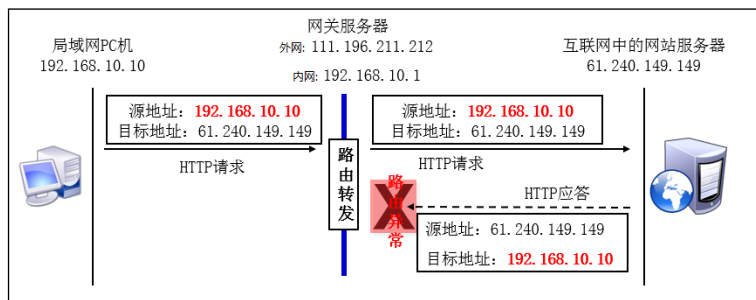 局域网PC机
192.168.10.10
网关服务器
外网: 111.196.211.212
内网: 192.168.10.1
互联网中的网站服务器
61.240.149.149
源地址: 192.168.10.10
目标地址: 61.240.149.149
HTTP请求
路由转发
源地址: 192.168.10.10
目标地址: 61.240.149.149
HTTP请求
路由异常
HTTP应答
源地址: 61.240.149.149
目标地址: 192.168.10.10